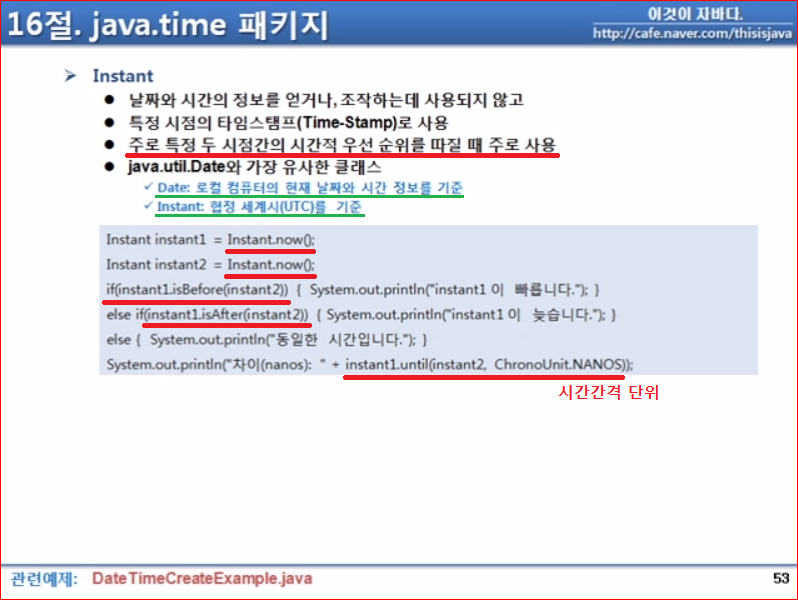 16절. java.time 패키지
이것이 자바다.
http://cafe.naver.com/thisisjava
Instant
날짜와 시간의 정보를 얻거나, 조작하는데 사용되지 않고
특정 시점의 타임스탬프(Time-Stamp)로 사용
주로 특정 두 시점간의 시간적 우선 순위를 따질 때 주로 사용
java.util.Date와 가장 유사한 클래스
Date: 로컬 컴퓨터의 현재 날짜와 시간 정보를 기준
Instant: 협정 세계시(UTC)를 기준
Instant instant1 = Instant.now();
Instant instant2 = Instant.now();
if(instant1.isBefore(instant2)) { System.out.println("instant1 이 빠릅니다."); }
else if(instant1.isAfter(instant2)) { System.out.println("instant1 이 늦습니다."); }
else { System.out.println("동일한 시간입니다."); }
System.out.println("차이(nanos): " + instant1.until(instant2, ChronoUnit.NANOS));
시간간격 단위
관련예제: DateTimeCreateExample.java
53